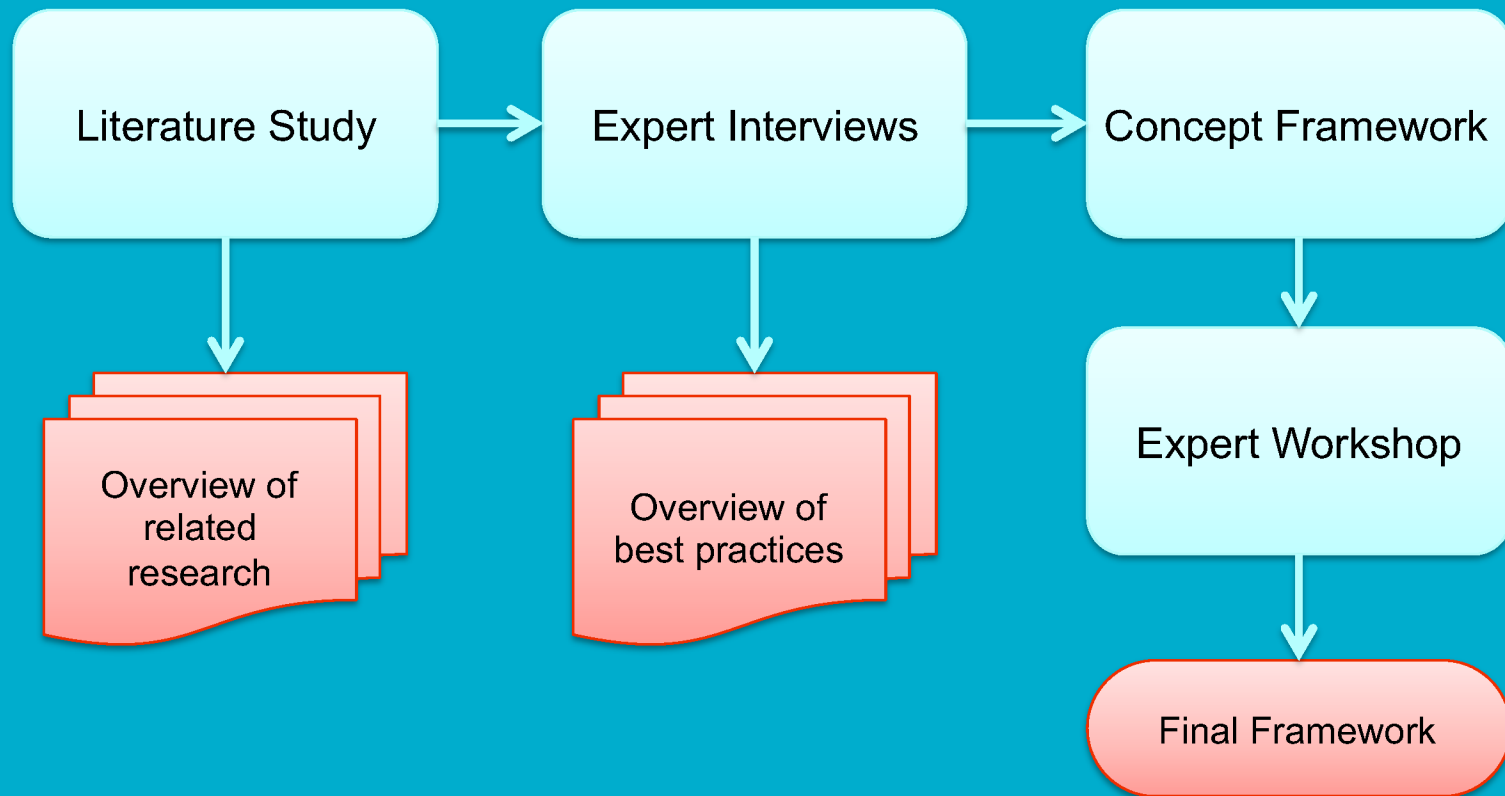 Literature Study
Expert Interviews
Concept Framework
Overview of
related
research
Overview of
best practices
Expert Workshop
Final Framework